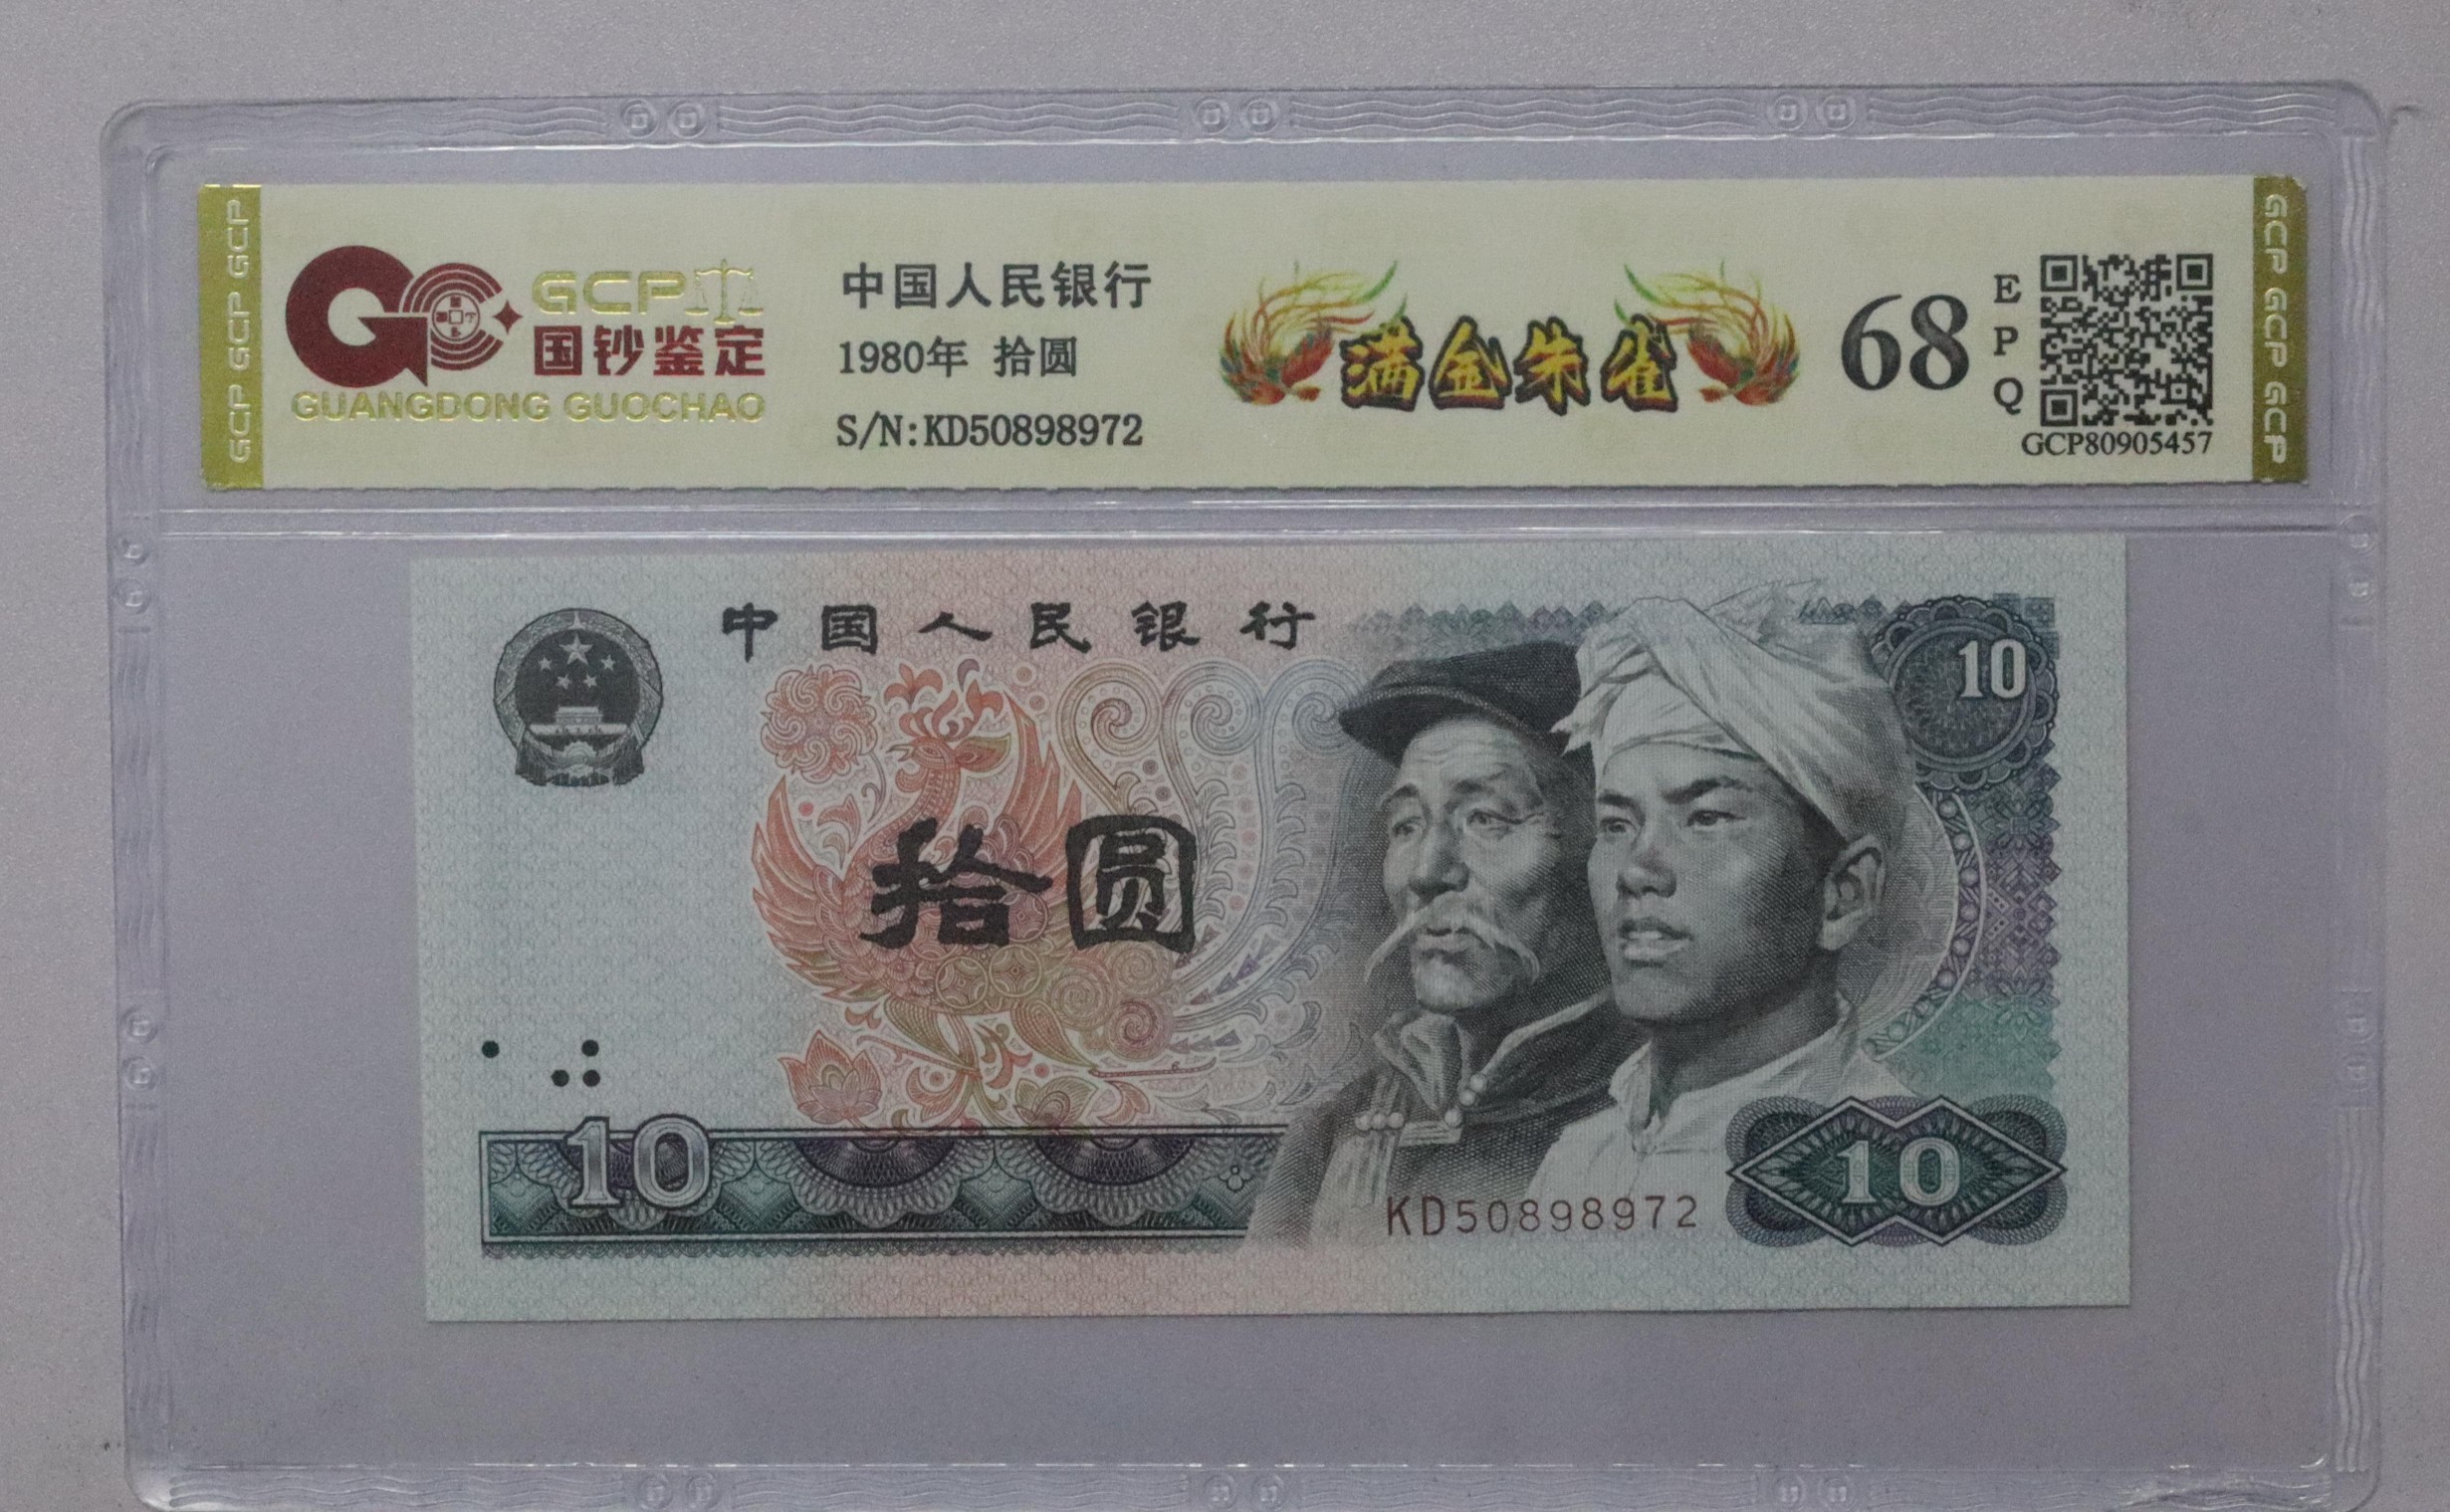 GCP GCP GCP
GCP
国钞鉴定
GUANGDONG GUOCHAO
中国人民银行
1980年 拾圆
S/N:KD50898972
满金朱雀
68
E
P
Q
GCP80905457
GCP GCP GCP
中国人民银行
10
拾圆
10
KD50898972
10